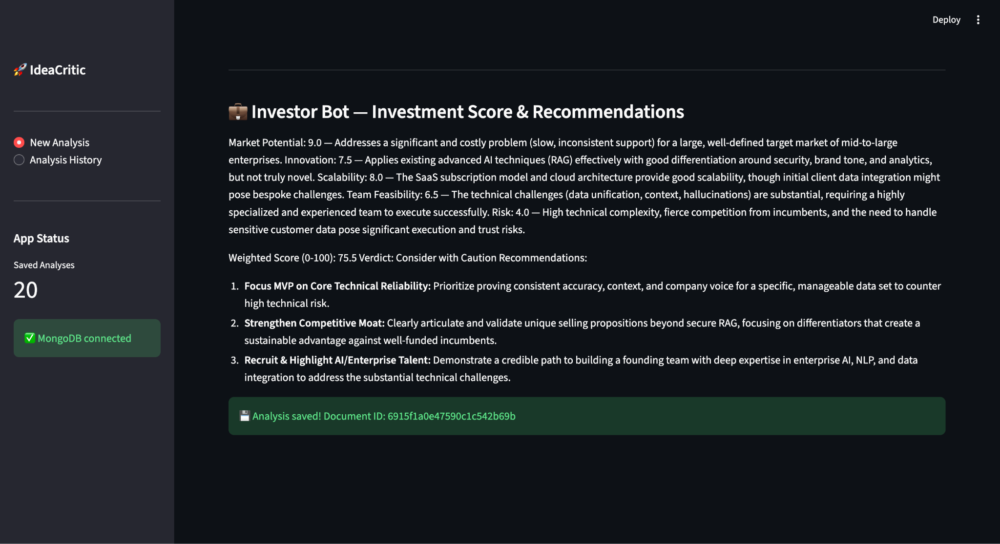 Deploy
🚀 IdeaCritic
New Analysis
Analysis History
App Status
Saved Analyses
20
✅ MongoDB connected
💼 Investor Bot — Investment Score & Recommendations
Market Potential: 9.0 — Addresses a significant and costly problem (slow, inconsistent support) for a large, well-defined target market of mid-to-large
enterprises. Innovation: 7.5 — Applies existing advanced AI techniques (RAG) effectively with good differentiation around security, brand tone, and analytics,
but not truly novel. Scalability: 8.0 — The SaaS subscription model and cloud architecture provide good scalability, though initial client data integration might
pose bespoke challenges. Team Feasibility: 6.5 — The technical challenges (data unification, context, hallucinations) are substantial, requiring a highly
specialized and experienced team to execute successfully. Risk: 4.0 — High technical complexity, fierce competition from incumbents, and the need to handle
sensitive customer data pose significant execution and trust risks.
Weighted Score (0-100): 75.5 Verdict: Consider with Caution Recommendations:
1. Focus MVP on Core Technical Reliability: Prioritize proving consistent accuracy, context, and company voice for a specific, manageable data set to counter
high technical risk.
2. Strengthen Competitive Moat: Clearly articulate and validate unique selling propositions beyond secure RAG, focusing on differentiators that create a
sustainable advantage against well-funded incumbents.
3. Recruit & Highlight AI/Enterprise Talent: Demonstrate a credible path to building a founding team with deep expertise in enterprise AI, NLP, and data
integration to address the substantial technical challenges.
💾 Analysis saved! Document ID: 6915f1a0e47590c1c542b69b